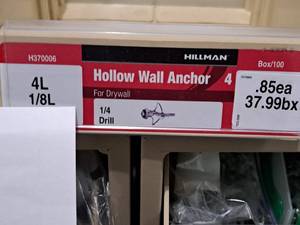 H370006
HILLMAN
Box/100
4L
1/8L
Hollow Wall Anchor 4
For Drywall
1/4
Drill
.85ea
37.99bx